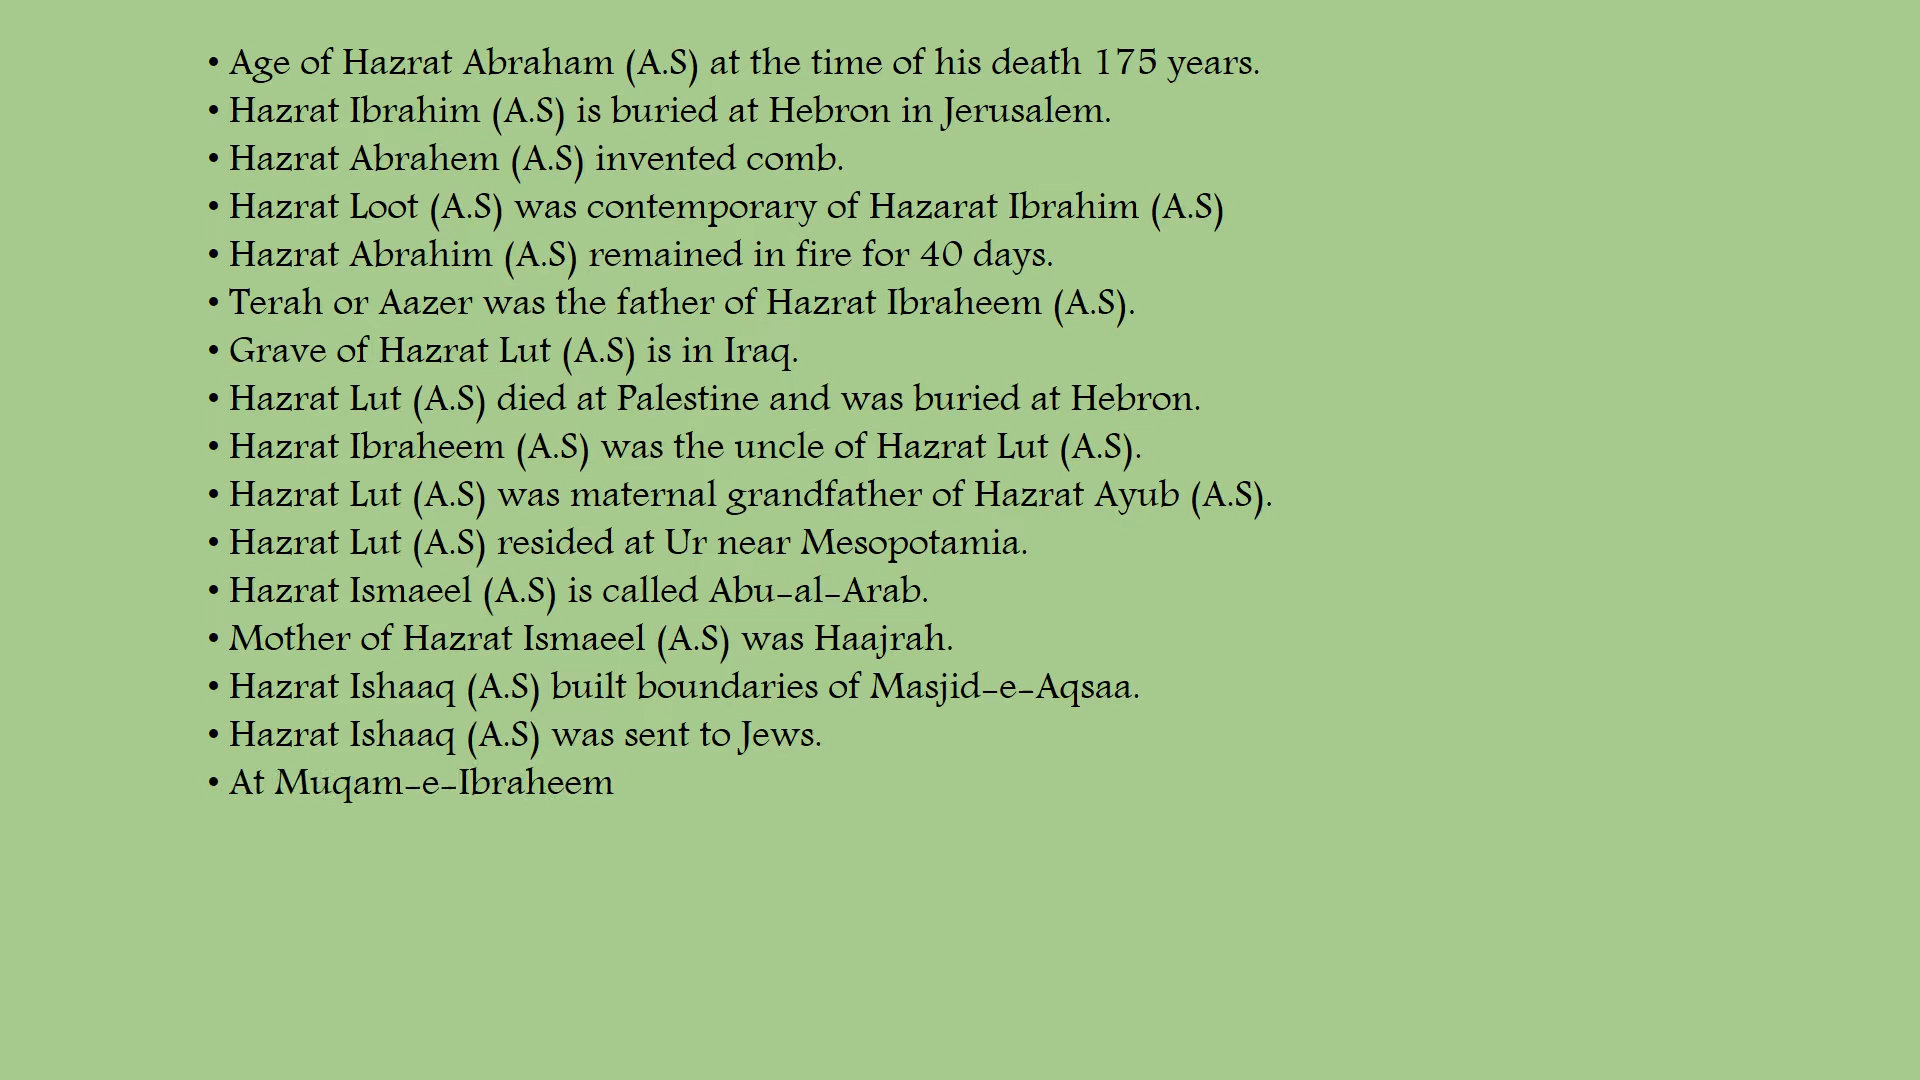 • Age of Hazrat Abraham (A.S) at the time of his death 175 years.
• Hazrat Ibrahim (A.S) is buried at Hebron in Jerusalem.
• Hazrat Abrahem (A.S) invented comb.
• Hazrat Loot (A.S) was contemporary of Hazarat Ibrahim (A.S)
• Hazrat Abrahim (A.S) remained in fire for 40 days.
• Terah or Aazer was the father of Hazrat Ibraheem (A.S).
• Grave of Hazrat Lut (A.S) is in Iraq.
• Hazrat Lut (A.S) died at Palestine and was buried at Hebron.
• Hazrat Ibraheem (A.S) was the uncle of Hazrat Lut (A.S).
• Hazrat Lut (A.S) was maternal grandfather of Hazrat Ayub (A.S).
• Hazrat Lut (A.S) resided at Ur near Mesopotamia.
• Hazrat Ismaeel (A.S) is called Abu-al-Arab.
• Mother of Hazrat Ismaeel (A.S) was Haajrah.
• Hazrat Ishaaq (A.S) built boundaries of Masjid-e-Aqsaa.
• Hazrat Ishaaq (A.S) was sent to Jews.
• At Muqam-e-Ibraheem